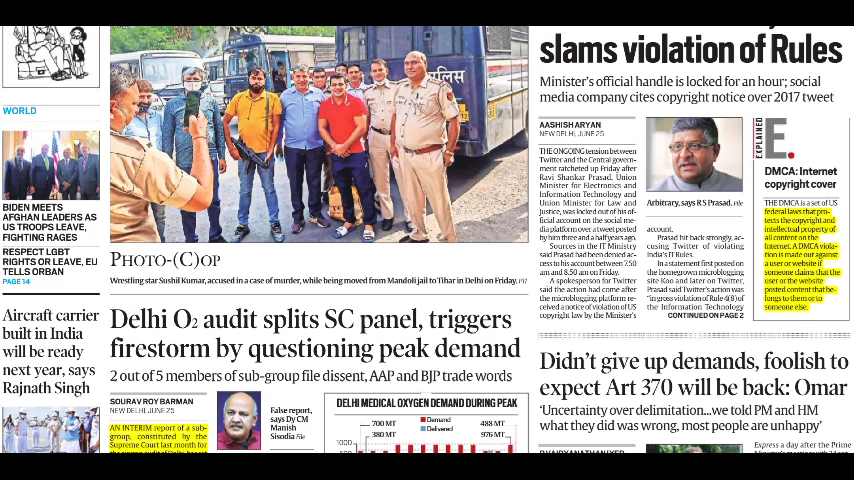 WORLD
BIDEN MEETS
AFGHAN LEADERS AS
US TROOPS LEAVE,
FIGHTING RAGES
RESPECT LGBT
RIGHTS OR LEAVE, EU
TELLS ORBAN
PAGE 14
Aircraft carrier
built in India
will be ready
next year, says
Rajnath Singh
पुलिस
PHOTO-(C)OP
Wrestling star Sushil Kumar, accused in a case of murder, while being moved from Mandoli jail to Tihar in Delhi on Friday. PTI
Delhi O2 audit splits SC panel, triggers
firestorm by questioning peak demand
2 out of 5 members of sub-group file dissent, AAP and BJP trade words
SOURAV ROY BARMAN
NEW DELHI, JUNE 25
AN INTERIM report of a sub-
group, constituted by the
Supreme Court last month for
False report,
says Dy CM
Manish
Sisodia File
DELHI MEDICAL OXYGEN DEMAND DURING PEAK
700 MT
380 MT
Demand
Delivered
488 MT
976 MT
1000
slams violation of Rules
Minister's official handle is locked for an hour; social
media company cites copyright notice over 2017 tweet
AASHISH ARYAN
NEW DELHI, JUNE 25
THE ONGOING tension between
Twitter and the Central govern-
ment ratcheted up Friday after
Ravi Shankar Prasad, Union
Minister for Electronics and
Information Technology and
Union Minister for Law and
Justice, was locked out of his of-
ficial account on the social me-
dia platform over a tweet posted
by him three and a half years ago.
Sources in the IT Ministry
said Prasad had been denied ac-
cess to his account between 7.50
am and 8.50 am on Friday.
A spokesperson for Twitter
said the action had come after
the microblogging platform re-
ceived a notice of violation of US
copyright law by the Minister's
Arbitrary, says R S Prasad. File
account.
Prasad hit back strongly, ac-
cusing Twitter of violating
India's IT Rules.
In a statement first posted on
the homegrown microblogging
site Koo and later on Twitter,
Prasad said Twitter's action was
"in gross violation of Rule 4(8) of
the Information Technology
CONTINUED ON PAGE 2
EXPLAINED
E.
DMCA: Internet
copyright cover
THE DMCA is a set of US
federal laws that pro-
tects the copyright and
intellectual property of
all content on the
internet. A DMCA viola-
tion is made out against
a user or website if
someone claims that the
user or the website
posted content that be-
longs to them or to
someone else.
Didn't give up demands, foolish to
expect Art 370 will be back: Omar
'Uncertainty over delimitation...we told PM and HM
what they did was wrong, most people are unhappy'
Express a day after the Prime